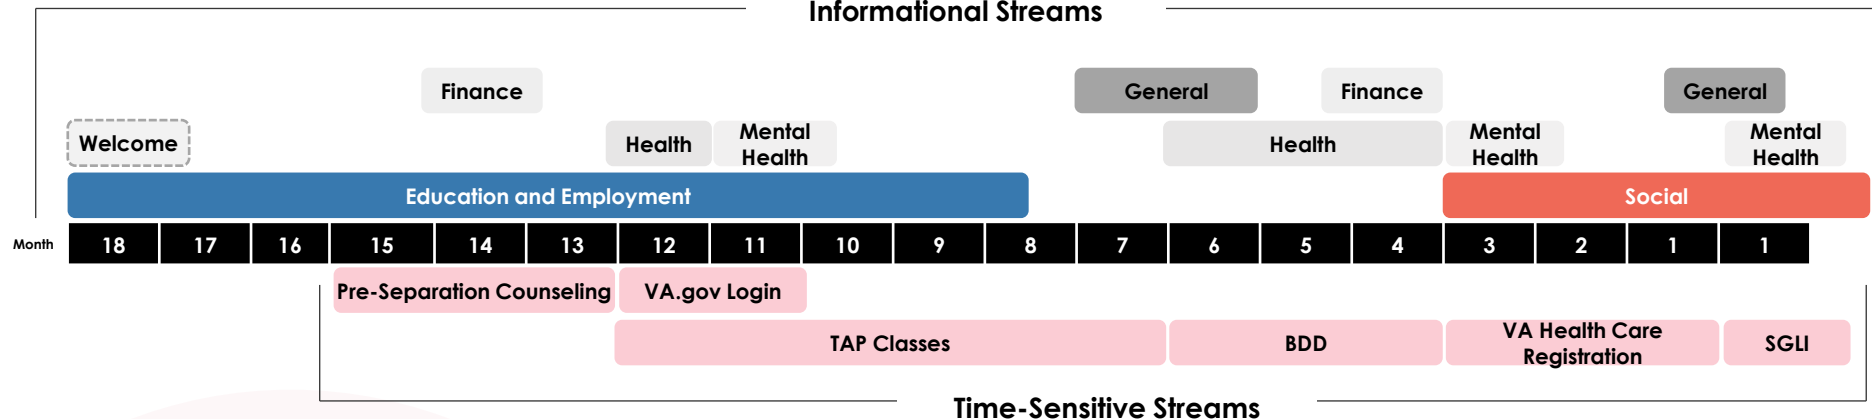 Informational Streams
Finance
General
Finance
General
Welcome
Health
Mental
Health
Health
Mental
Health
Mental
Health
Education and Employment
Social
Month 18 17 16 15 14 13 12 11 10 9 8 7 6 5 4 3 2 1 1
Pre-Separation Counseling
VA.gov Login
TAP Classes
BDD
VA Health Care
Registration
SGLI
Time-Sensitive Streams